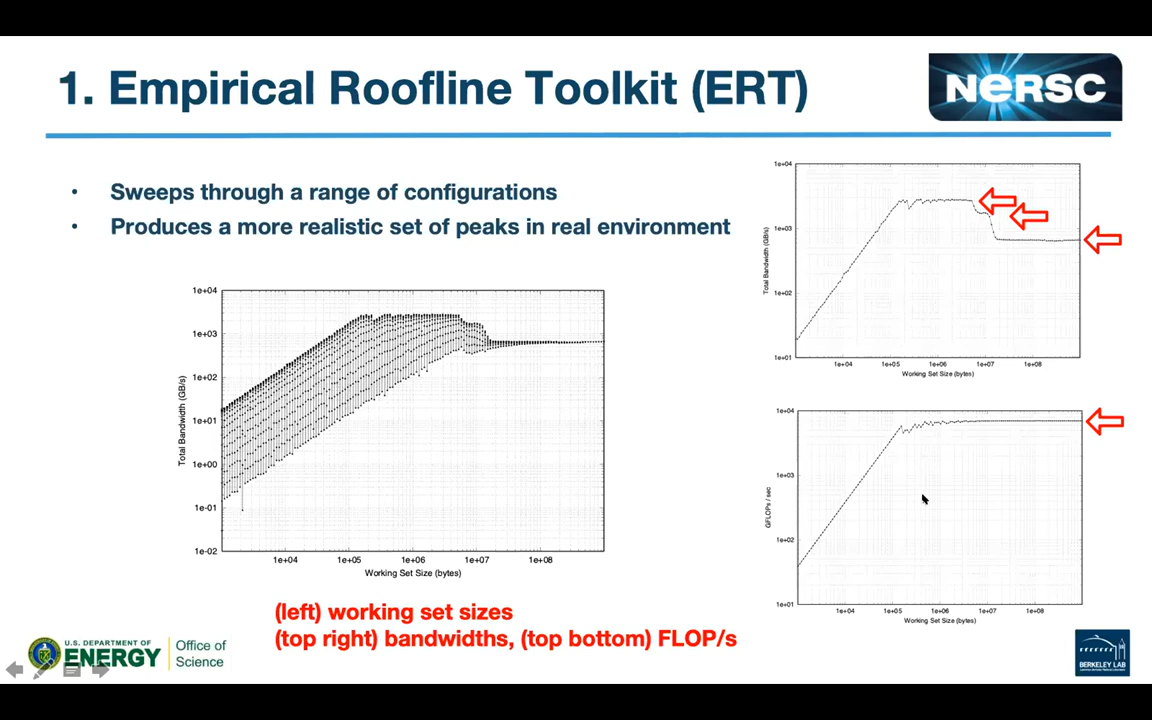 1. Empirical Roofline Toolkit (ERT)
NERSC
• Sweeps through a range of configurations
• Produces a more realistic set of peaks in real environment
1e+04
1e+03
1e+02
1e+01
1e+00
1e-01
1e-02
Total Bandwidth (GB/s)
1e+04 1e+05 1e+06 1e+07 1e+08
Working Set Size (bytes)
1e+04
1e+03
1e+02
1e+01
Total Bandwidth (GB/s)
1e+04 1e+05 1e+06 1e+07 1e+08
Working Set Size (bytes)
1e+04
1e+03
1e+02
1e+01
GFLOPs / sec
1e+04 1e+05 1e+06 1e+07 1e+08
Working Set Size (bytes)
(left) working set sizes
(top right) bandwidths, (top bottom) FLOP/s
U.S. DEPARTMENT OF
ENERGY
Office of
Science
BERKELEY LAB